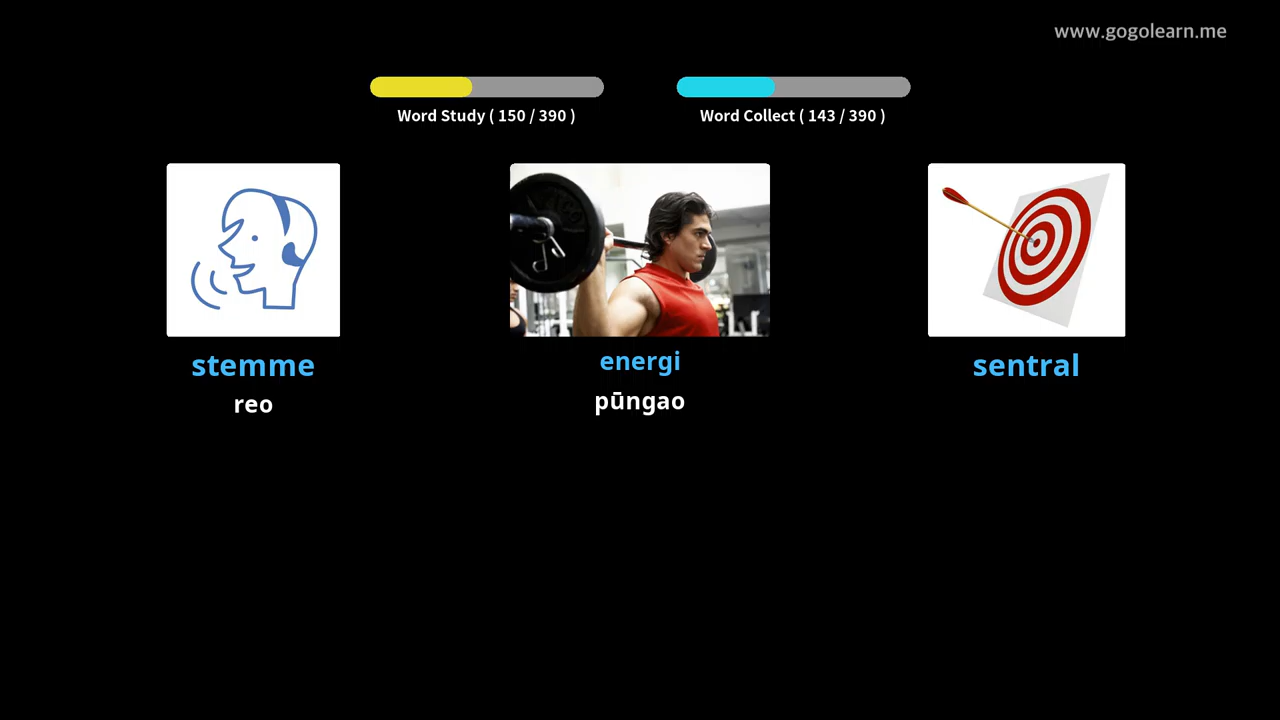 www.gogolearn.me
Word Study ( 150 / 390 )
Word Collect ( 143 / 390 )
stemme
reo
energi
pūngao
sentral